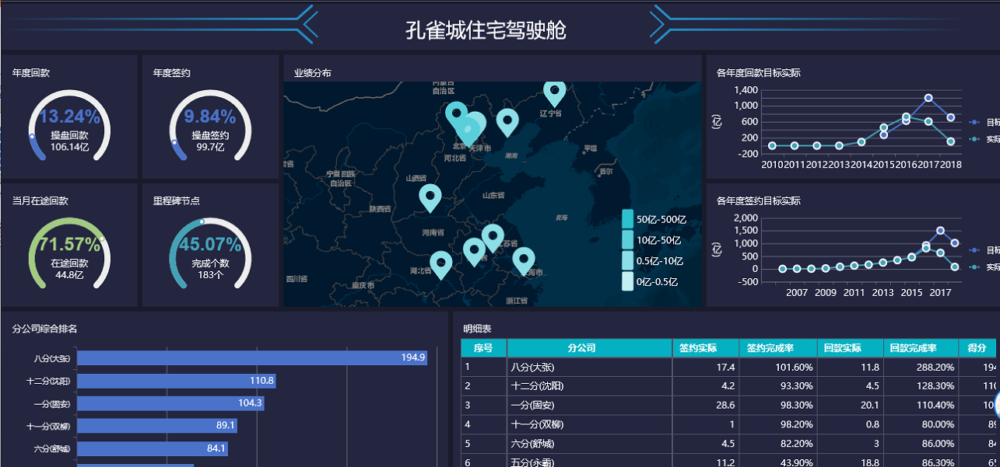 孔雀城住宅驾驶舱
年度回款
13.24%
操盘回款
106.14亿
年度签约
9.84%
操盘签约
99.7亿
当月在途回款
71.57%
在途回款
44.8亿
里程碑节点
45.07%
完成个数
183个
业绩分布
自治区
辽宁省
北京
天津市
河北省
渤海
平壤
首尔
省
宁夏回族
自治区
山西省
山东省
陕西省
黄海
河南省
江苏省
省
湖北省
上海市
四川省
重庆市
浙江省
50亿-500亿
10亿-50亿
0.5亿-10亿
0亿-0.5亿
各年度回款目标实际
(亿)
1,400
1,000
600
200
-200
2010 2011 2012 2013 2014 2015 2016 2017 2018
目标
实际
各年度签约目标实际
(亿)
2,000
1,500
1,000
500
0
-500
2007 2009 2011 2013 2015 2017
目标
实际
分公司综合排名
八分(大张) 194.9
十二分(沈阳) 110.8
一分(固安) 104.3
十一分(双柳) 89.1
六分(舒城) 84.1
明细表
序号 分公司 签约实际 签约完成率 回款实际 回款完成率 得分
1 八分(大张) 17.4 101.60% 11.8 288.20% 194
2 十二分(沈阳) 4.2 93.30% 4.5 128.30% 110
3 一分(固安) 28.6 98.30% 20.1 110.40% 10
4 十一分(双柳) 1 98.20% 0.8 80.00% 89
5 六分(舒城) 4.5 82.20% 3 86.00% 84
6 五分(永霸) 11.2 43.90% 18.8 86.30% 65